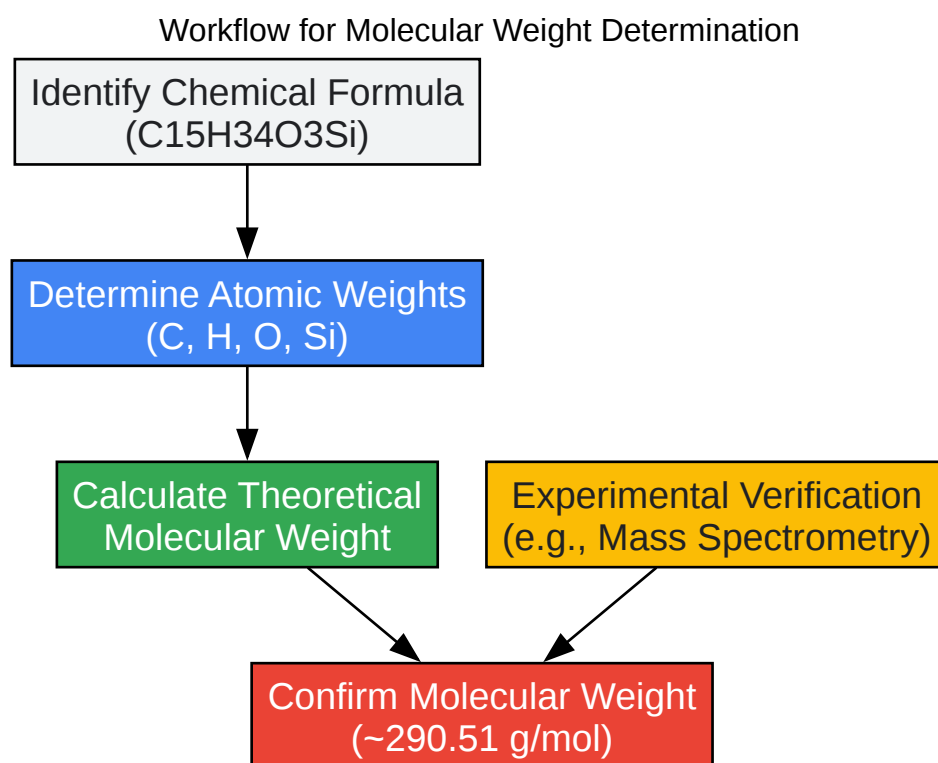 Workflow for Molecular Weight Determination
Identify Chemical Formula
(C15H34O3Si)
Determine Atomic Weights
(C, H, O, Si)
Calculate Theoretical
Molecular Weight
Experimental Verification
(e.g., Mass Spectrometry)
Confirm Molecular Weight
(~290.51 g/mol)